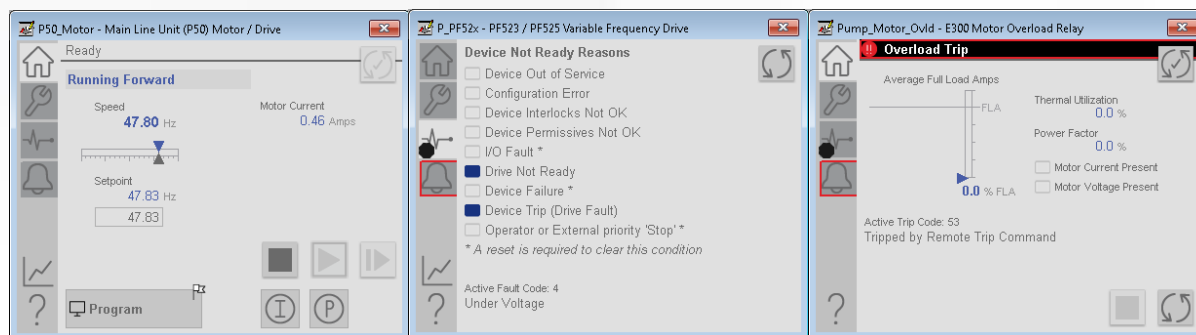 P50_Motor - Main Line Unit (P50) Motor / Drive
Ready
Running Forward
Speed
47.80 Hz
Motor Current
0.46 Amps
Setpoint
47.83 Hz
47.83
Program
I
P
?
P_PF52x - PF523 / PF525 Variable Frequency Drive
Device Not Ready Reasons
Device Out of Service
Configuration Error
Device Interlocks Not OK
Device Permissives Not OK
I/O Fault *
Drive Not Ready
Device Failure *
Device Trip (Drive Fault)
Operator or External priority 'Stop' *
* A reset is required to clear this condition
Active Fault Code: 4
Under Voltage
?
Pump_Motor_Ovld - E300 Motor Overload Relay
Overload Trip
Average Full Load Amps
FLA
0.0 % FLA
Thermal Utilization
0.0 %
Power Factor
0.0 %
Motor Current Present
Motor Voltage Present
Active Trip Code: 53
Tripped by Remote Trip Command
?